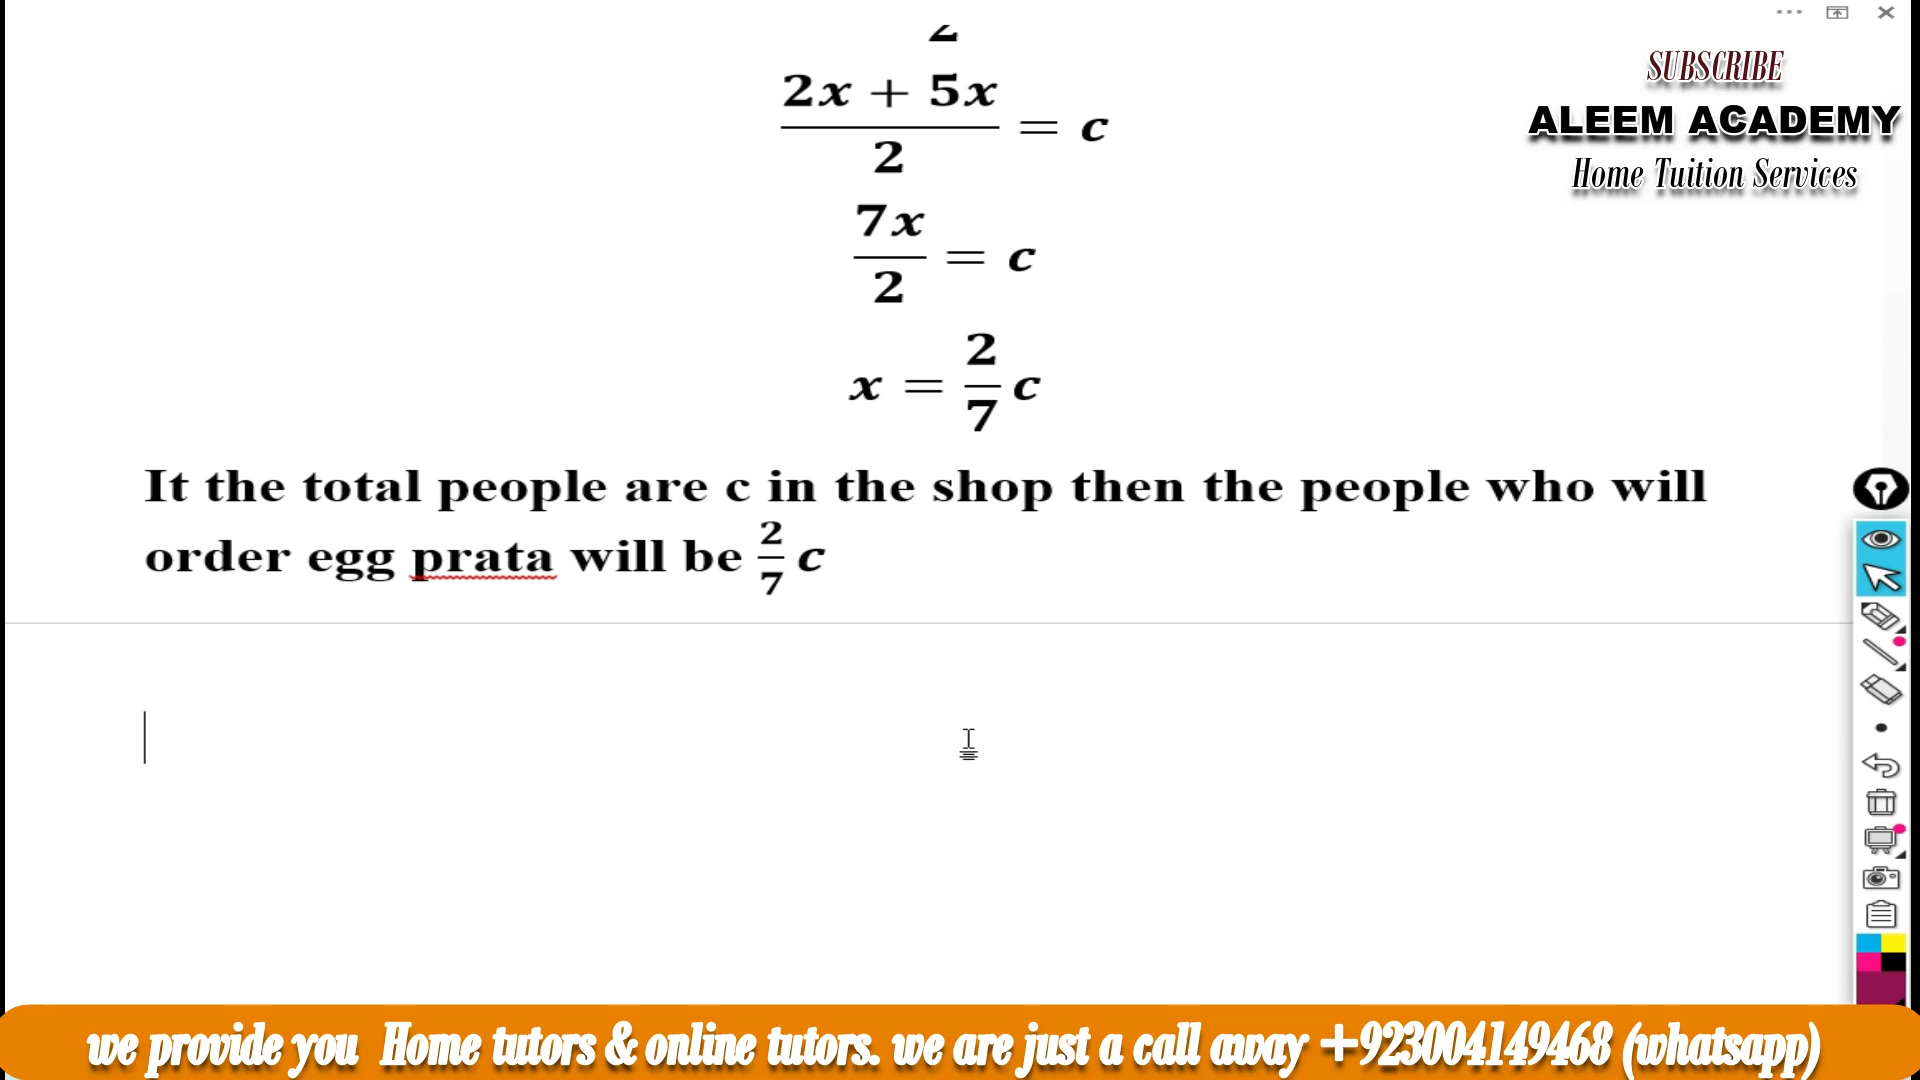 2
2x + 5x
2
= c
7x
2
= c
x = 2/7 c
It the total people are c in the shop then the people who will
order egg prata will be 2/7 c
SUBSCRIBE
ALEEM ACADEMY
Home Tuition Services
we provide you Home tutors & online tutors. we are just a call away +923004149468 (whatsapp)